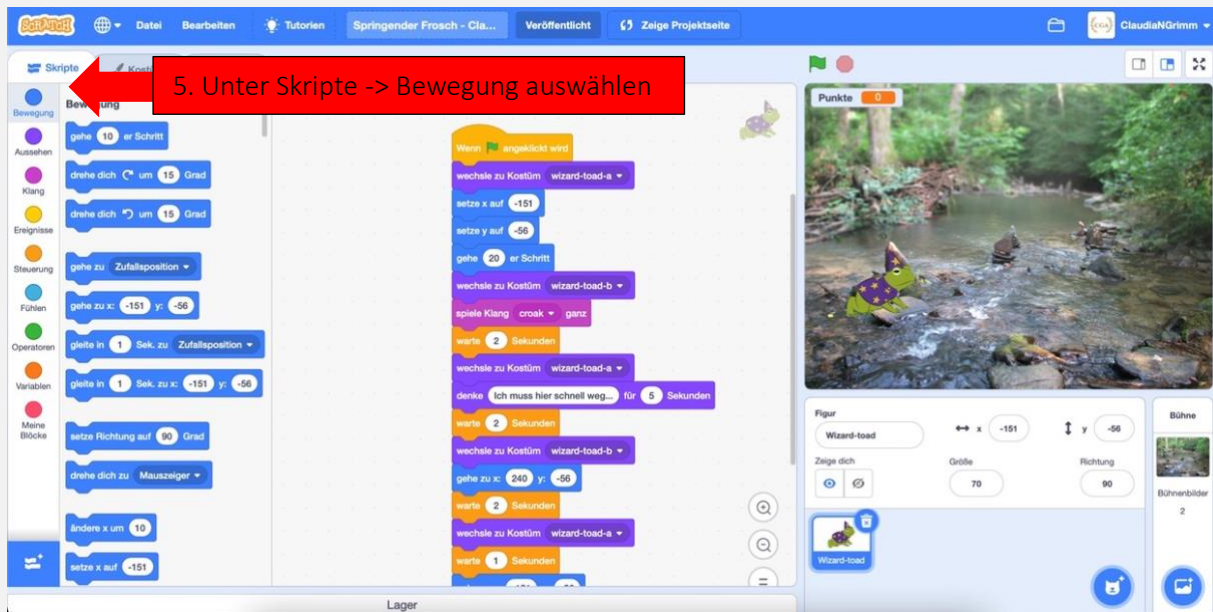 SCRATCH
Datei
Bearbeiten
Tutorien
Springender Frosch - Cla...
Veröffentlicht
Zeige Projektseite
ClaudiaNGrimm
Skripte
5. Unter Skripte -> Bewegung auswählen
Bewegung
Aussehen
Klang
Ereignisse
Steuerung
Fühlen
Operatoren
Variablen
Meine
Blöcke
Bewegung
gehe 10 er Schritt
drehe dich um 15 Grad
drehe dich um 15 Grad
gehe zu Zufallsposition
gehe zu x: -151 y: -56
gleite in 1 Sek. zu Zufallsposition
gleite in 1 Sek. zu x: -151 y: -56
setze Richtung auf 90 Grad
drehe dich zu Mauszeiger
ändere x um 10
setze x auf -151
Wenn angeklickt wird
wechsle zu Kostüm wizard-toad-a
setze x auf -151
setze y auf -56
gehe 20 er Schritt
wechsle zu Kostüm wizard-toad-b
spiele Klang croak ganz
warte 2 Sekunden
wechsle zu Kostüm wizard-toad-a
denke Ich muss hier schnell weg... für 5 Sekunden
warte 2 Sekunden
wechsle zu Kostüm wizard-toad-b
gehe zu x: 240 y: -56
warte 2 Sekunden
wechsle zu Kostüm wizard-toad-a
warte 1 Sekunden
Lager
Punkte 0
Figur
Wizard-toad
x -151
y -56
Zeige dich
Größe
70
Richtung
90
Wizard-toad
Bühne
Bühnenbilder
2